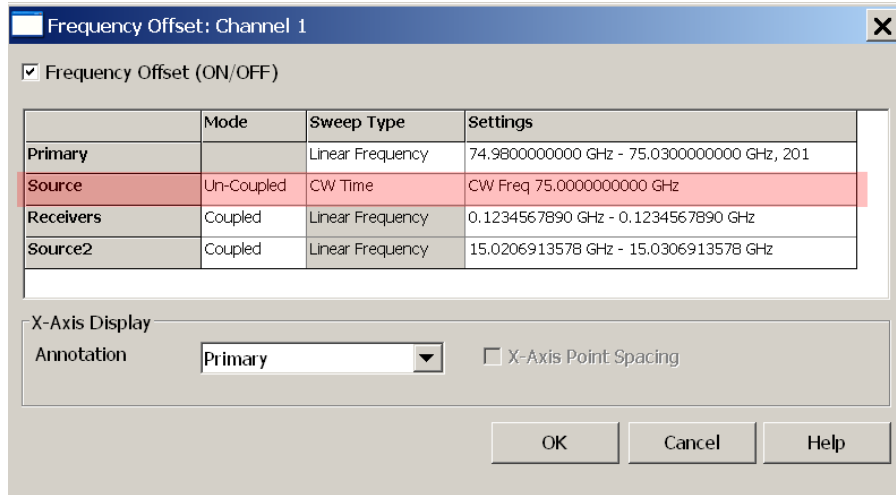 Frequency Offset: Channel 1
Frequency Offset (ON/OFF)
Mode Sweep Type Settings
Primary Linear Frequency 74.9800000000 GHz - 75.0300000000 GHz, 201
Source Un-Coupled CW Time CW Freq 75.0000000000 GHz
Receivers Coupled Linear Frequency 0.1234567890 GHz - 0.1234567890 GHz
Source2 Coupled Linear Frequency 15.0206913578 GHz - 15.0306913578 GHz
X-Axis Display
Annotation Primary X-Axis Point Spacing
OK Cancel Help